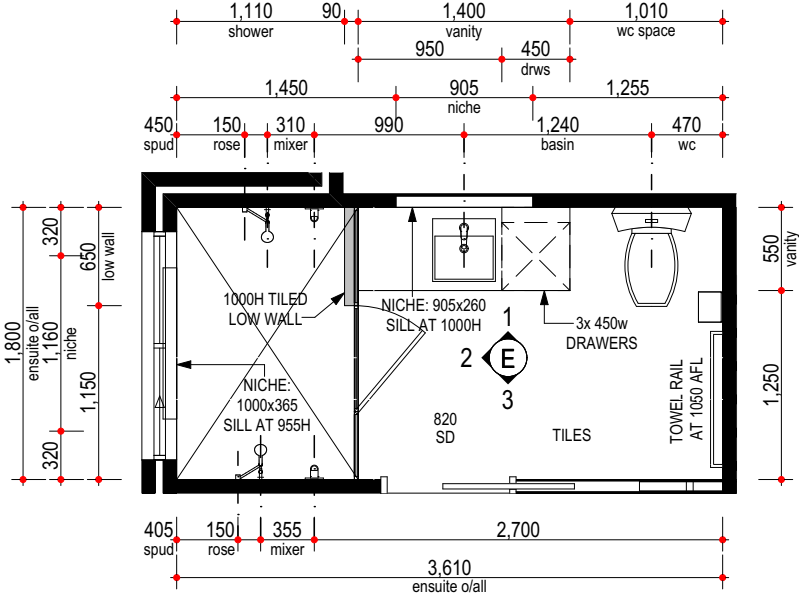 1,110 90 1,400 1,010
shower vanity wc space
950 450
drws
1,450 905 1,255
niche
450 150 310 990 1,240 470
spud rose mixer basin wc
320
650
low wall
1,800
ensuite o/all
1,160
niche
1,150
320
550
vanity
1,250
1000H TILED
LOW WALL
NICHE: 905x260
SILL AT 1000H
3x 450w
DRAWERS
1
2 E
3
NICHE:
1000x365
SILL AT 955H
820
SD
TILES
TOWEL RAIL
AT 1050 AFL
405 150 355 2,700
spud rose mixer
3,610
ensuite o/all